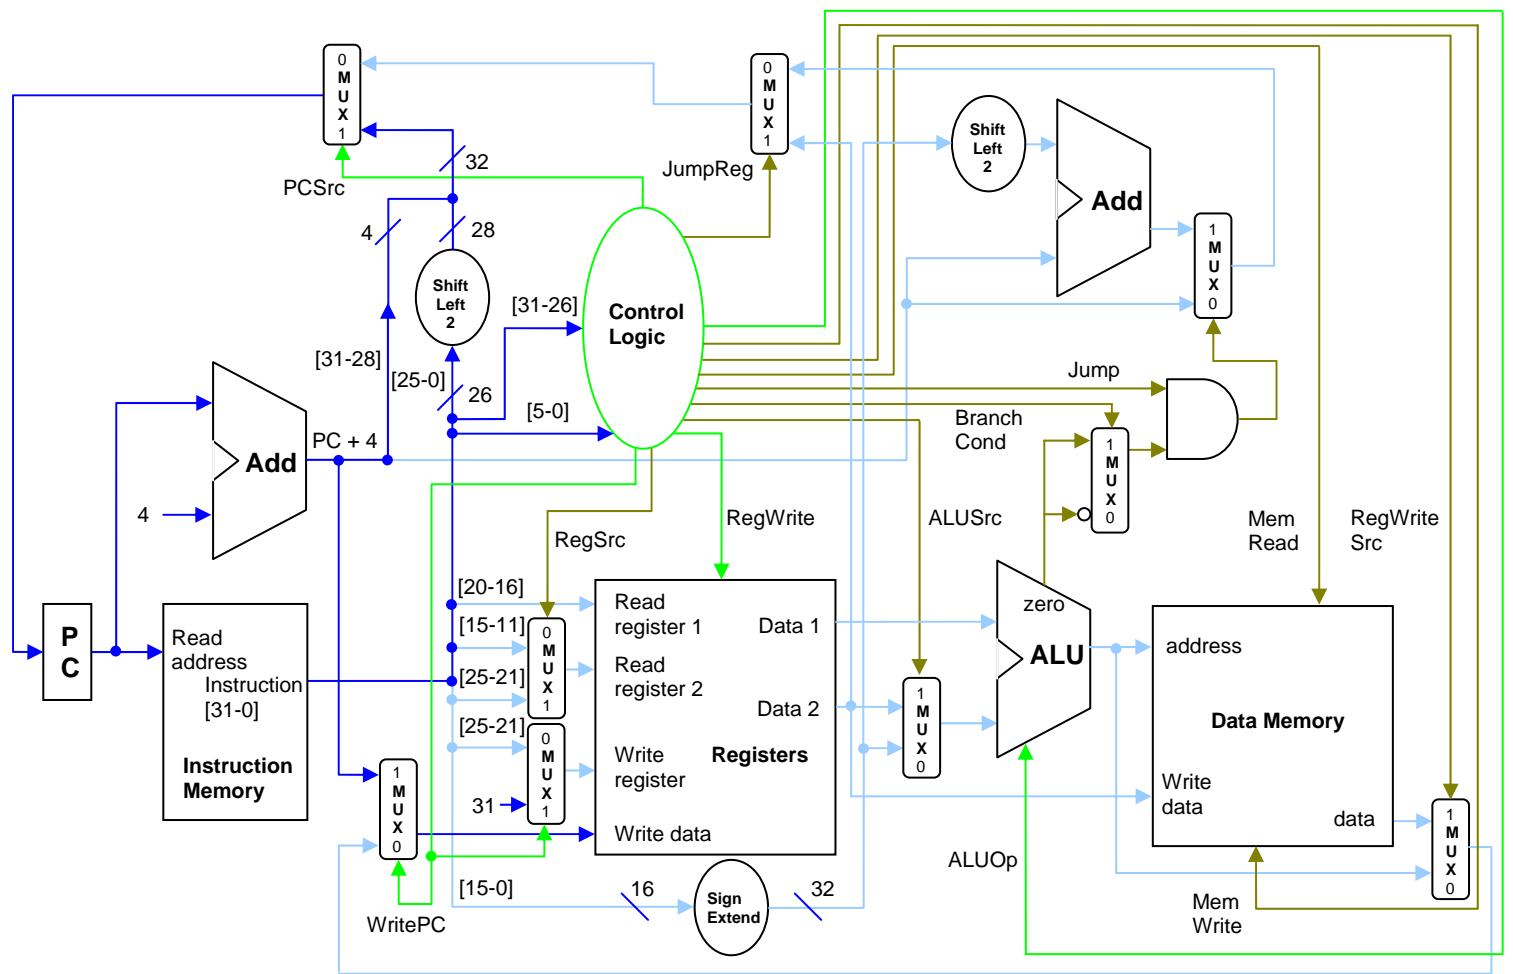 0
M
U
X
1
PCSrc
32
4
28
Shift
Left
2
[31-28]
[25-0]
26
[31-26]
[5-0]
Control
Logic
0
M
U
X
1
JumpReg
Shift
Left
2
Add
1
M
U
X
0
Jump
Branch
Cond
1
M
U
X
0
Add
PC + 4
4
P
C
Read
address
Instruction
[31-0]
Instruction
Memory
RegSrc
RegWrite
ALUSrc
Mem
Read
RegWrite
Src
[20-16]
[15-11]
[25-21]
[25-21]
0
M
U
X
1
0
M
U
X
1
31
1
M
U
X
0
WritePC
Read
register 1
Read
register 2
Write
register
Write data
Data 1
Data 2
Registers
[15-0]
16
Sign
Extend
32
1
M
U
X
0
zero
ALU
ALUOp
address
Data Memory
Write
data
data
Mem
Write
1
M
U
X
0